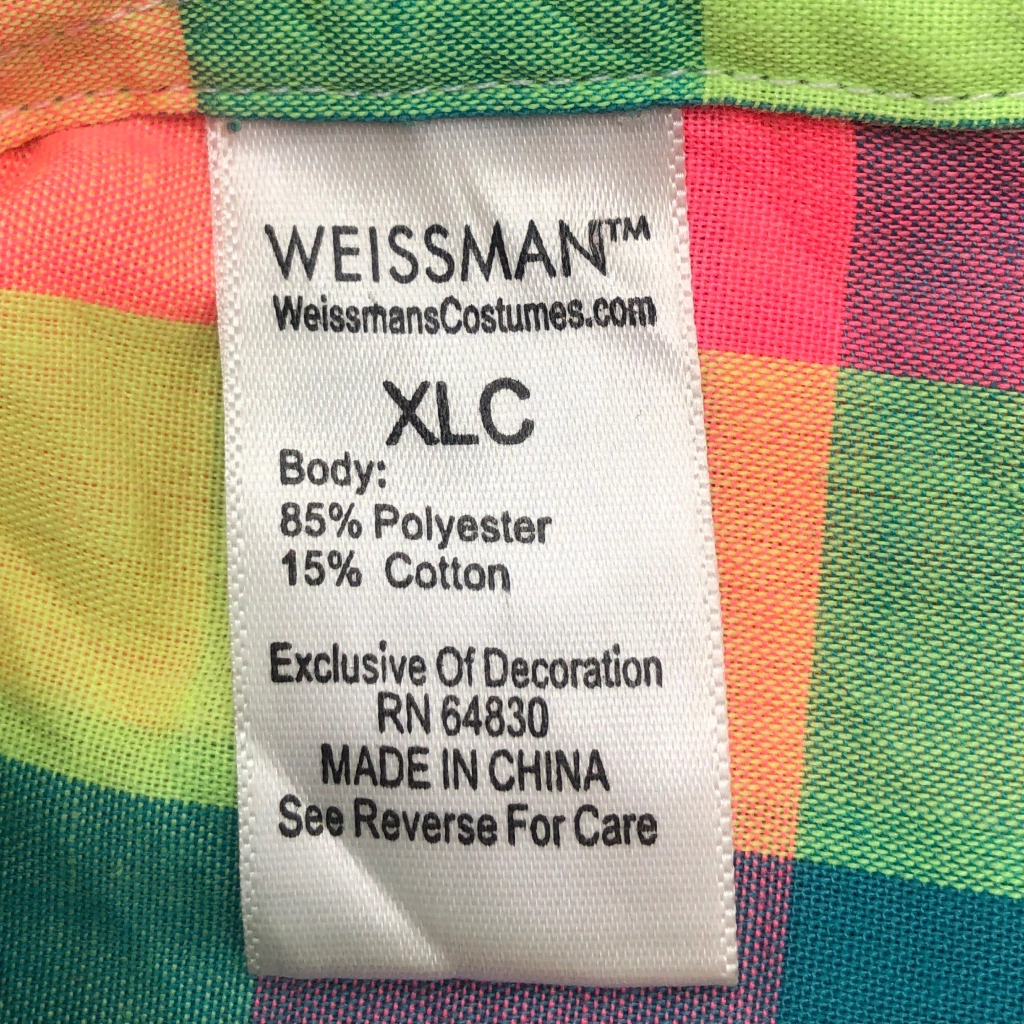 WEISSMAN™
WeissmansCostumes.com
XLC
Body:
85% Polyester
15% Cotton
Exclusive Of Decoration
RN 64830
MADE IN CHINA
See Reverse For Care